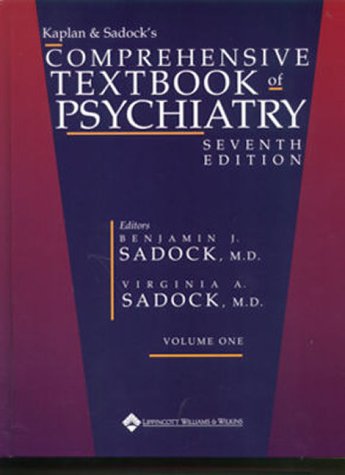 Kaplan & Sadock's
COMPREHENSIVE
TEXTBOOK of
PSYCHIATRY
SEVENTH
EDITION
Editors
BENJAMIN J.
SADOCK, M.D.
VIRGINIA A.
SADOCK, M.D.
VOLUME ONE
LIPPINCOTT WILLIAMS & WILKINS